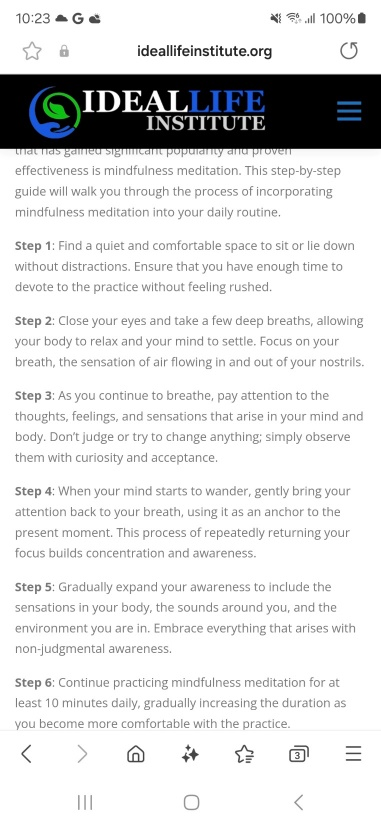 10:23
G
100%
ideallifeinstitute.org
IDEALLIFE
INSTITUTE
that has gained significant popularity and proven
effectiveness is mindfulness meditation. This step-by-step
guide will walk you through the process of incorporating
mindfulness meditation into your daily routine.
Step 1: Find a quiet and comfortable space to sit or lie down
without distractions. Ensure that you have enough time to
devote to the practice without feeling rushed.
Step 2: Close your eyes and take a few deep breaths, allowing
your body to relax and your mind to settle. Focus on your
breath, the sensation of air flowing in and out of your nostrils.
Step 3: As you continue to breathe, pay attention to the
thoughts, feelings, and sensations that arise in your mind and
body. Don’t judge or try to change anything; simply observe
them with curiosity and acceptance.
Step 4: When your mind starts to wander, gently bring your
attention back to your breath, using it as an anchor to the
present moment. This process of repeatedly returning your
focus builds concentration and awareness.
Step 5: Gradually expand your awareness to include the
sensations in your body, the sounds around you, and the
environment you are in. Embrace everything that arises with
non-judgmental awareness.
Step 6: Continue practicing mindfulness meditation for at
least 10 minutes daily, gradually increasing the duration as
you become more comfortable with the practice.
3